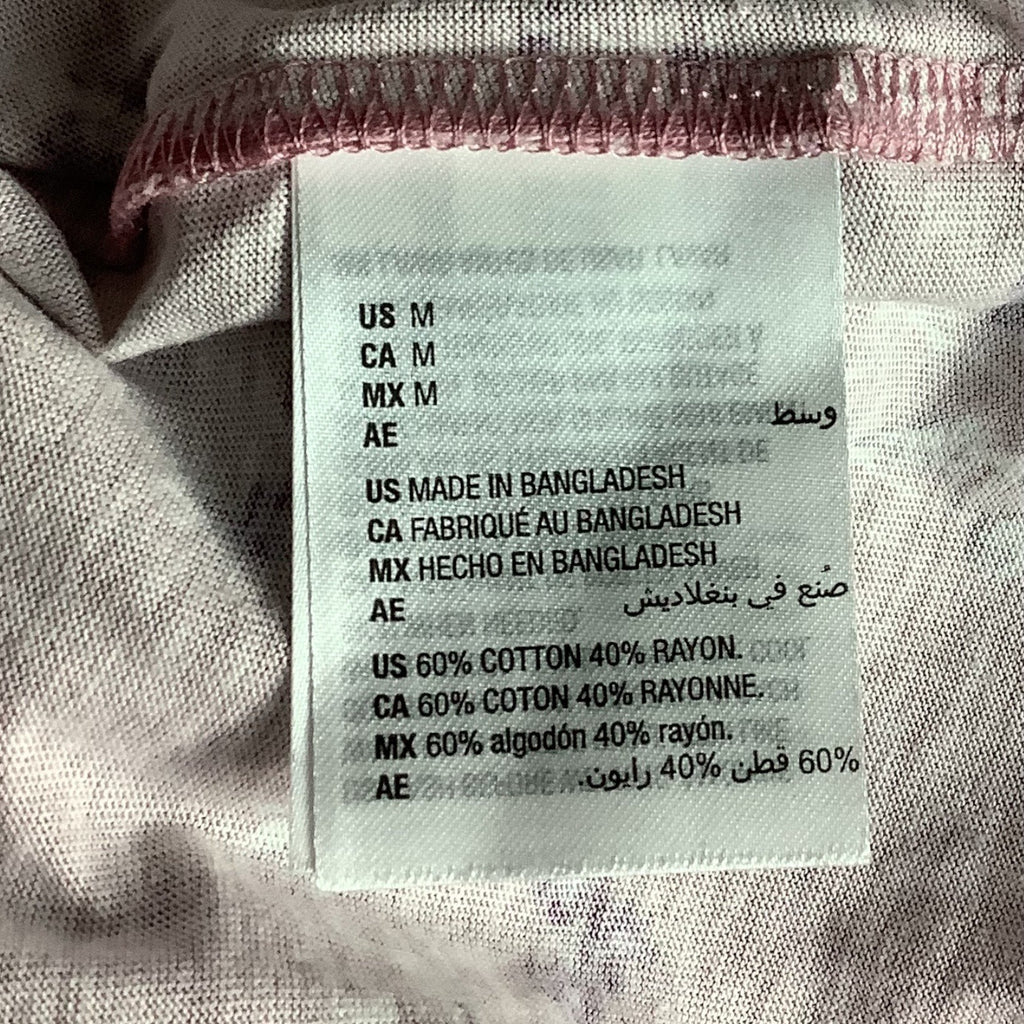 US M
CA M
MX M
AE وسط
US MADE IN BANGLADESH
CA FABRIQUÉ AU BANGLADESH
MX HECHO EN BANGLADESH
AE صُنع في بنغلاديش
US 60% COTTON 40% RAYON.
CA 60% COTON 40% RAYONNE.
MX 60% algodón 40% rayón.
AE 60% قطن 40% رايون.